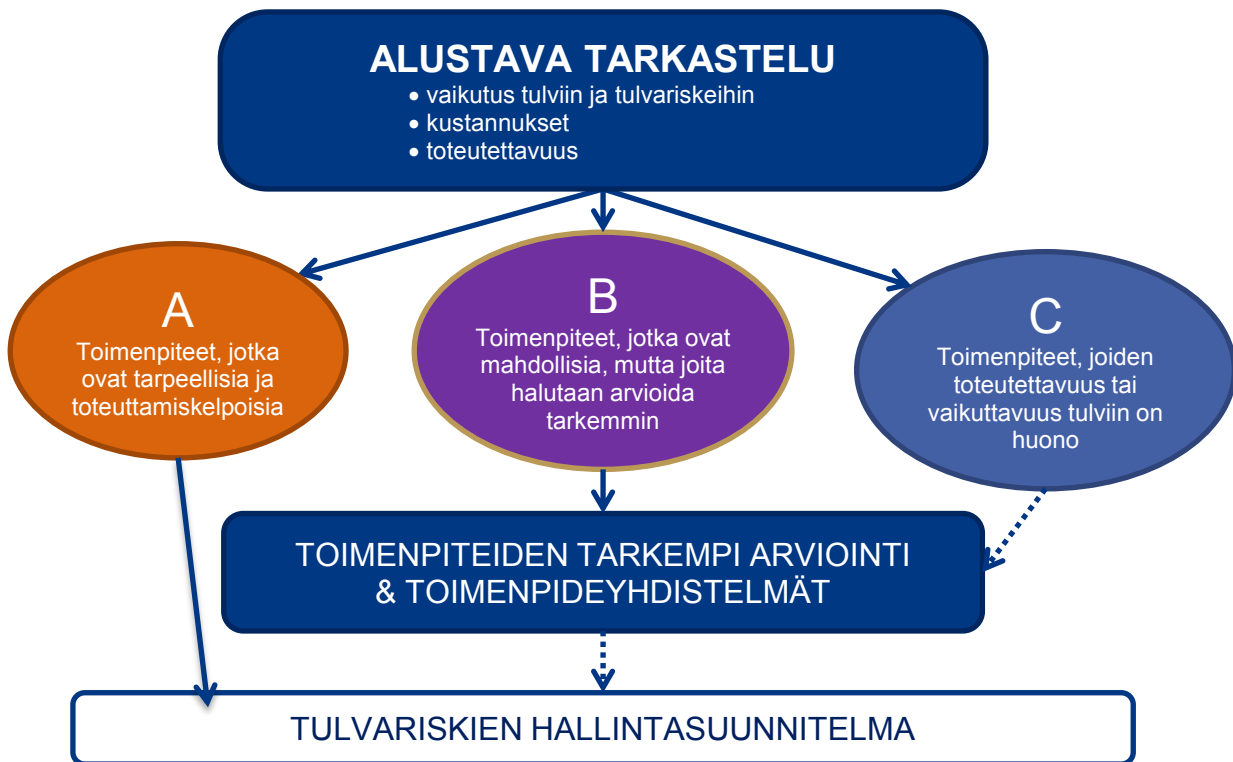 ALUSTAVA TARKASTELU
• vaikutus tulviin ja tulvariskeihin
• kustannukset
• toteutettavuus
A
Toimenpiteet, jotka
ovat tarpeellisia ja
toteuttamiskelpoisia
B
Toimenpiteet, jotka ovat
mahdollisia, mutta joita
halutaan arvioida
tarkemmin
C
Toimenpiteet, joiden
toteutettavuus tai
vaikuttavuus tulviin on
huono
TOIMENPITEIDEN TARKEMPI ARVIOINTI
& TOIMENPIDEYHDISTELMÄT
TULVARISKIEN HALLINTASUUNNITELMA